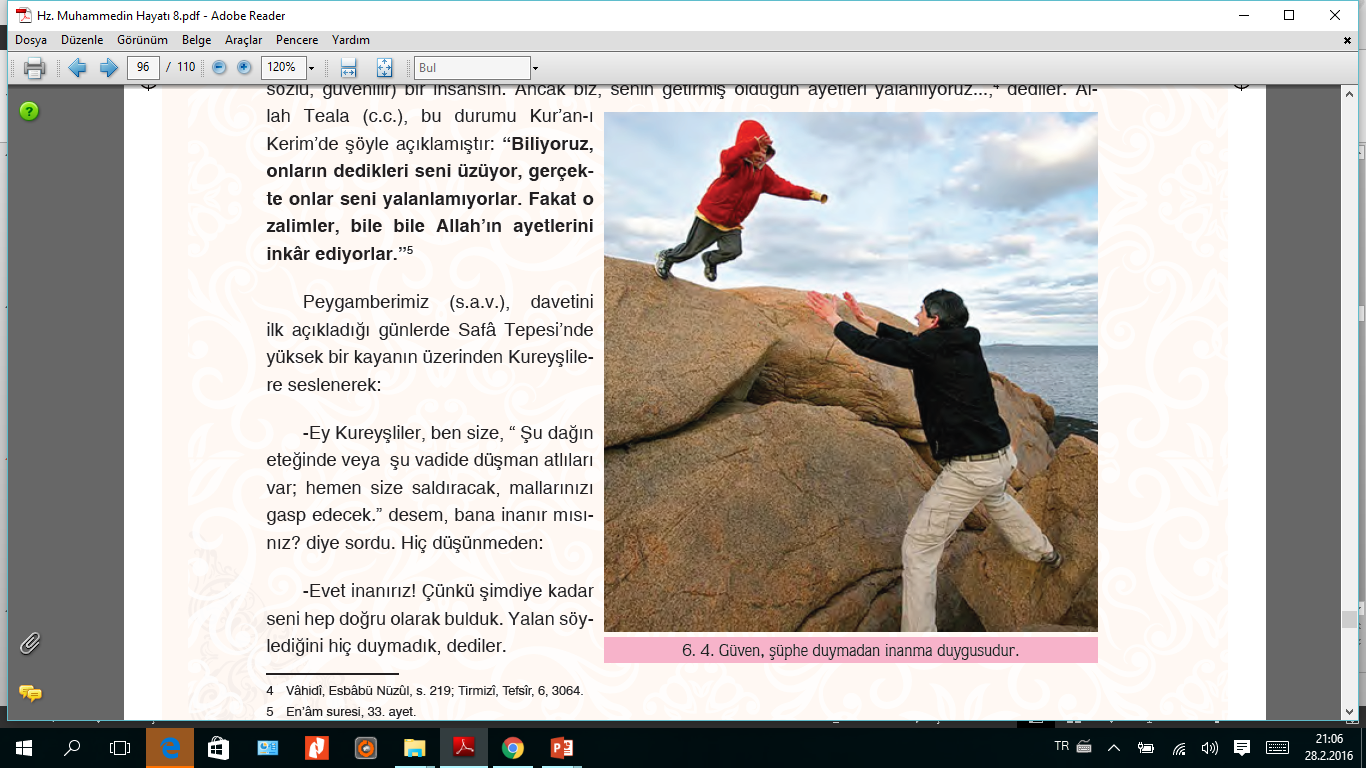 Hz. Muhammedin Hayatı 8.pdf - Adobe Reader
Dosya Düzenle Görünüm Belge Araçlar Pencere Yardım
96 / 110 120% Bul
sözlü, güvenilir) bir insansın. Ancak biz, senin getirmiş olduğun ayetleri yalanlıyoruz...,4 dediler. Al-
lah Teala (c.c.), bu durumu Kur’an-ı
Kerim’de şöyle açıklamıştır: “Biliyoruz,
onların dedikleri seni üzüyor, gerçek-
te onlar seni yalanlamıyorlar. Fakat o
zalimler, bile bile Allah’ın ayetlerini
inkâr ediyorlar.”5
Peygamberimiz (s.a.v.), davetini
ilk açıkladığı günlerde Safâ Tepesi’nde
yüksek bir kayanın üzerinden Kureyşlile-
re seslenerek:
-Ey Kureyşliler, ben size, “ Şu dağın
eteğinde veya şu vadide düşman atlıları
var; hemen size saldıracak, mallarınızı
gasp edecek.” desem, bana inanır mısı-
nız? diye sordu. Hiç düşünmeden:
-Evet inanırız! Çünkü şimdiye kadar
seni hep doğru olarak bulduk. Yalan söy-
lediğini hiç duymadık, dediler.
6. 4. Güven, şüphe duymadan inanma duygusudur.
4 Vâhidî, Esbâbü Nüzûl, s. 219; Tirmizî, Tefsîr, 6, 3064.
5 En’âm suresi, 33. ayet.
TR 21:06
28.2.2016